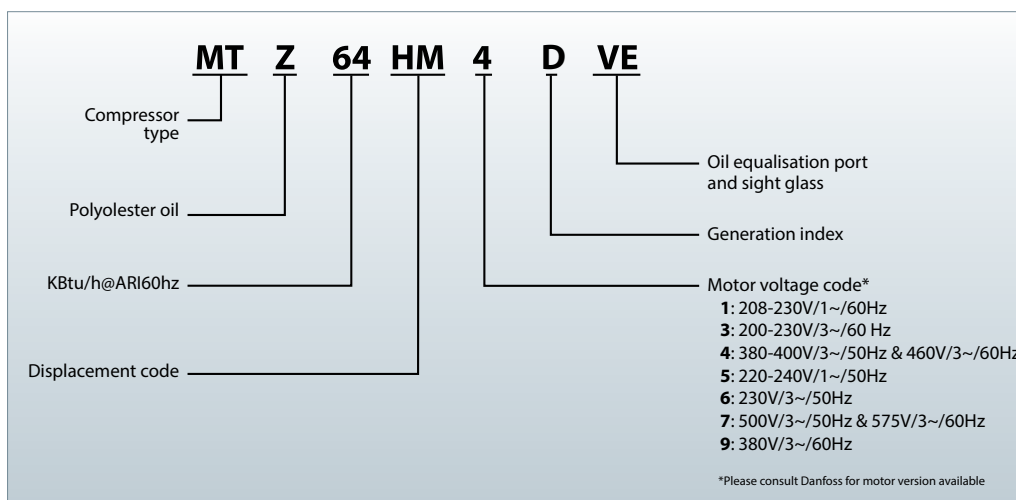 MT Z 64 HM 4 D VE
Compressor
type
Polyolester oil
KBtu/h@ARI60hz
Displacement code
Oil equalisation port
and sight glass
Generation index
Motor voltage code*
1: 208-230V/1~/60Hz
3: 200-230V/3~/60 Hz
4: 380-400V/3~/50Hz & 460V/3~/60Hz
5: 220-240V/1~/50Hz
6: 230V/3~/50Hz
7: 500V/3~/50Hz & 575V/3~/60Hz
9: 380V/3~/60Hz
*Please consult Danfoss for motor version available